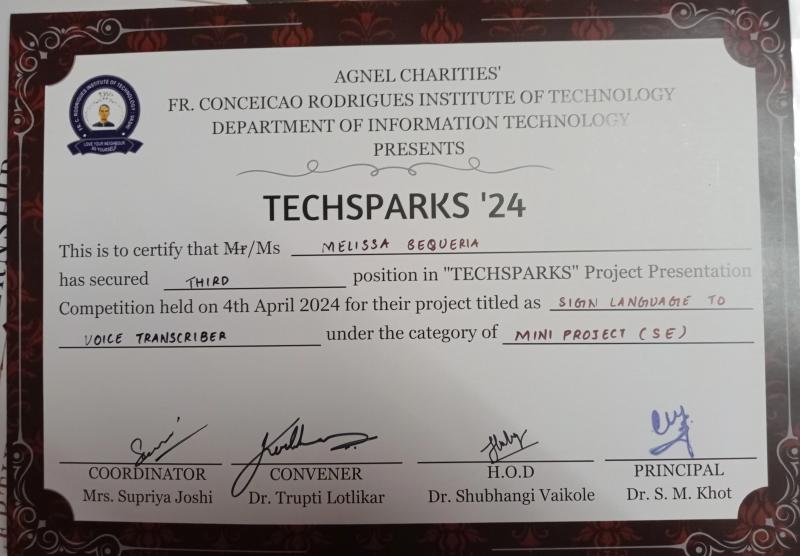 AGNEL CHARITIES'
FR. CONCEICAO RODRIGUES INSTITUTE OF TECHNOLOGY
DEPARTMENT OF INFORMATION TECHNOLOGY
PRESENTS
FR. C. RODRIGUES INSTITUTE OF TECHNOLOGY VASHI
LOVE YOUR NEIGHBOUR
AS YOURSELF
TECHSPARKS '24
This is to certify that Mr/Ms MELISSA BEQUERIA
has secured THIRD position in "TECHSPARKS" Project Presentation
Competition held on 4th April 2024 for their project titled as SIGN LANGUAGE TO
VOICE TRANSCRIBER under the category of MINI PROJECT (SE)
COORDINATOR CONVENER H.O.D PRINCIPAL
Mrs. Supriya Joshi Dr. Trupti Lotlikar Dr. Shubhangi Vaikole Dr. S. M. Khot